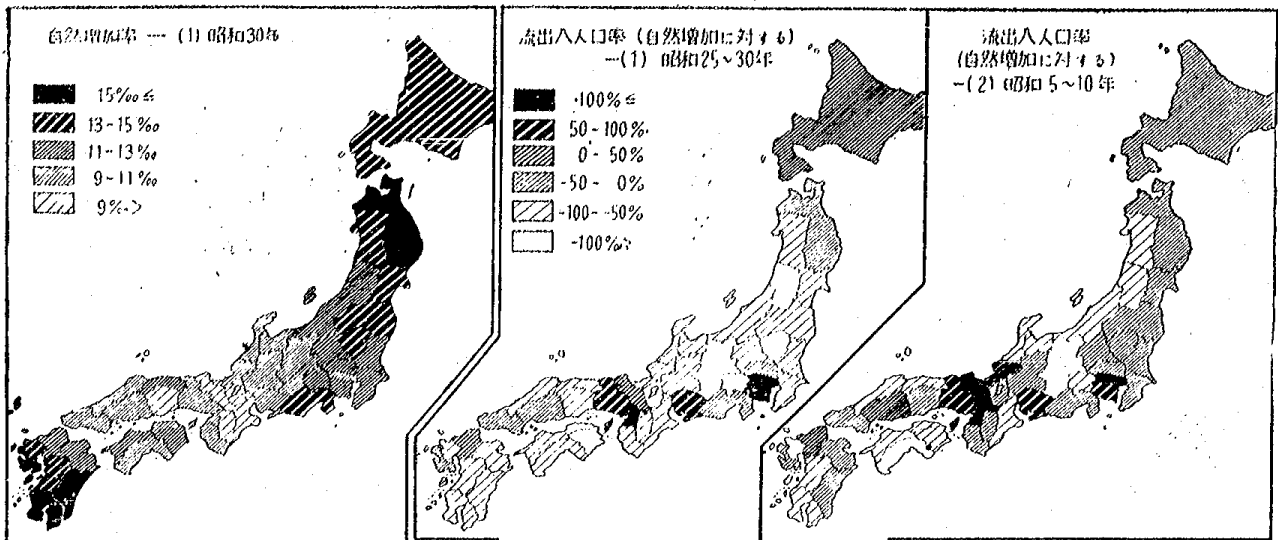 自然増加率 --- (1) 昭和30年
15‰ ≤
13-15‰
11-13‰
9-11‰
9‰ >
流出入人口率 (自然増加に対する)
--(1) 昭和25~30年
100% ≤
50-100%
0-50%
-50-0%
-100--50%
-100% >
流出入人口率
(自然増加に対する)
-(2) 昭和5~10年